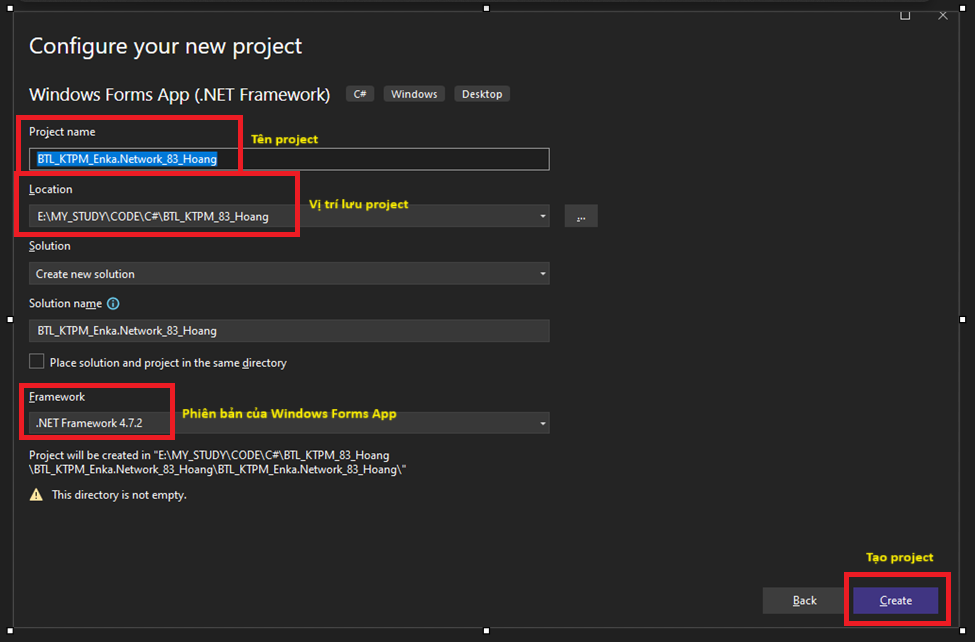 Configure your new project
Windows Forms App (.NET Framework) C# Windows Desktop
Project name
Tên project
BTL_KTPM_Enka.Network_83_Hoang
Location
Vị trí lưu project
E:\MY_STUDY\CODE\C#\BTL_KTPM_83_Hoang
...
Solution
Create new solution
Solution name
BTL_KTPM_Enka.Network_83_Hoang
Place solution and project in the same directory
Framework
Phiên bản của Windows Forms App
.NET Framework 4.7.2
Project will be created in "E:\MY_STUDY\CODE\C#\BTL_KTPM_83_Hoang
\BTL_KTPM_Enka.Network_83_Hoang\BTL_KTPM_Enka.Network_83_Hoang\"
This directory is not empty.
Tạo project
Back Create